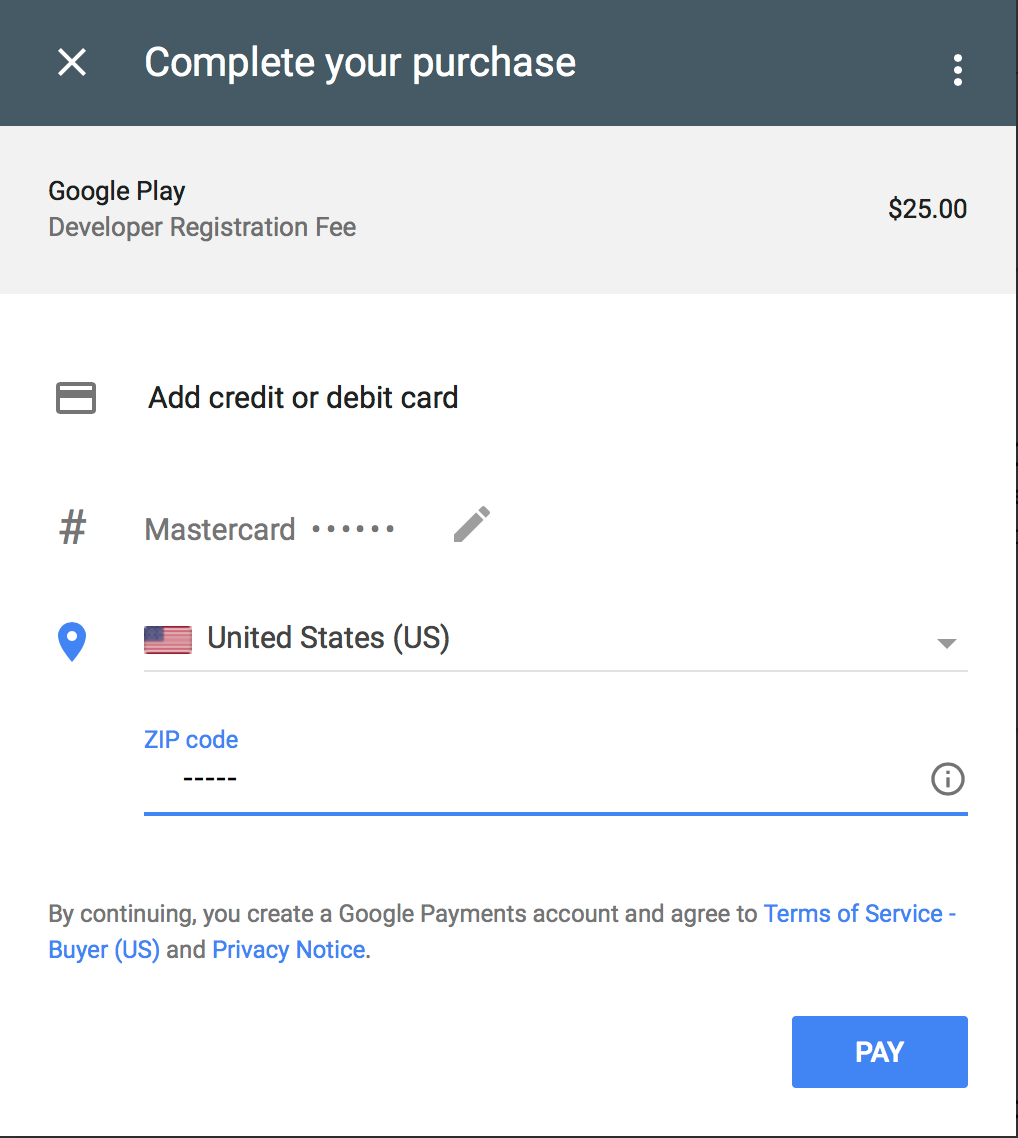 Complete your purchase
Google Play
Developer Registration Fee
$25.00
Add credit or debit card
# Mastercard ······
United States (US)
ZIP code
-----
By continuing, you create a Google Payments account and agree to Terms of Service -
Buyer (US) and Privacy Notice.
PAY